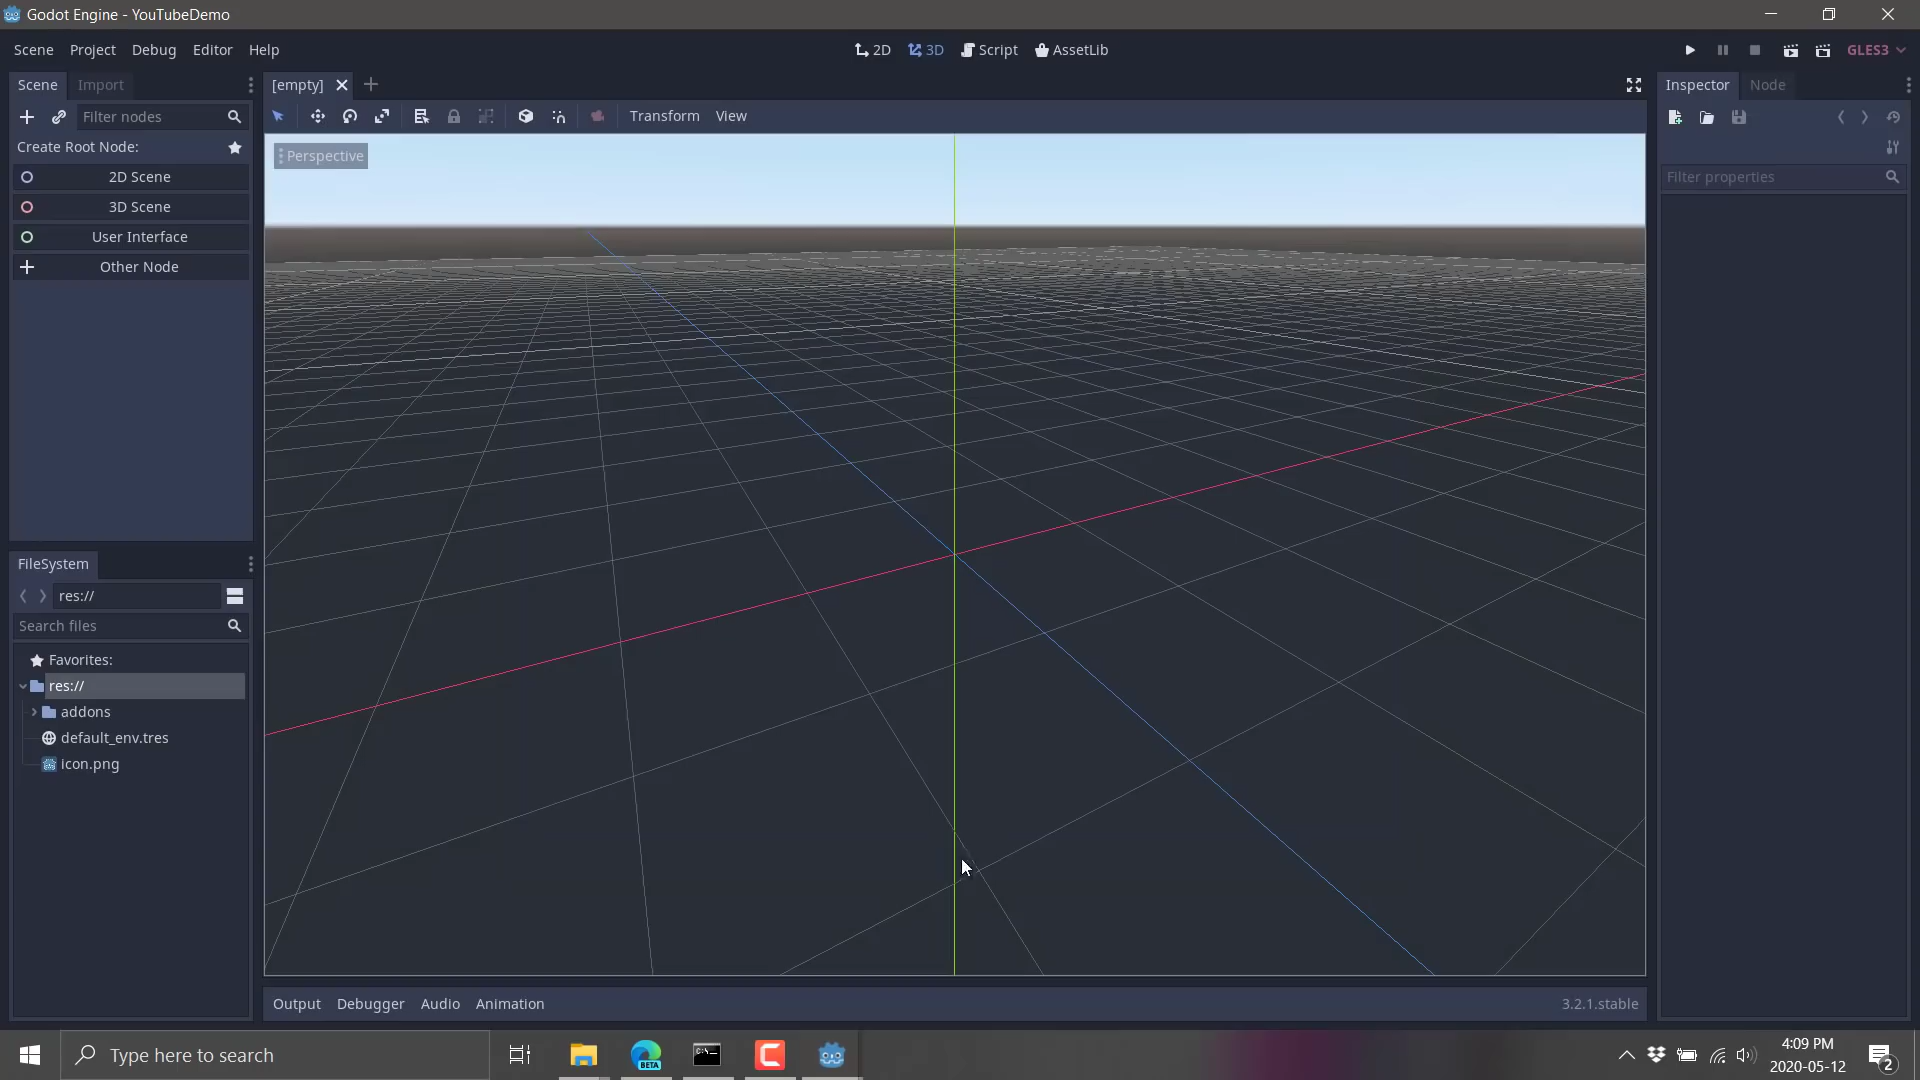 Godot Engine - YouTubeDemo
Scene Project Debug Editor Help
2D 3D Script AssetLib
GLES3
Scene Import
[empty]
Inspector Node
Filter nodes
Transform View
Create Root Node:
Perspective
2D Scene
Filter properties
3D Scene
User Interface
Other Node
FileSystem
res://
Search files
Favorites:
res://
addons
default_env.tres
icon.png
Output Debugger Audio Animation
3.2.1.stable
Type here to search
BETA
C:\
4:09 PM
2020-05-12
2